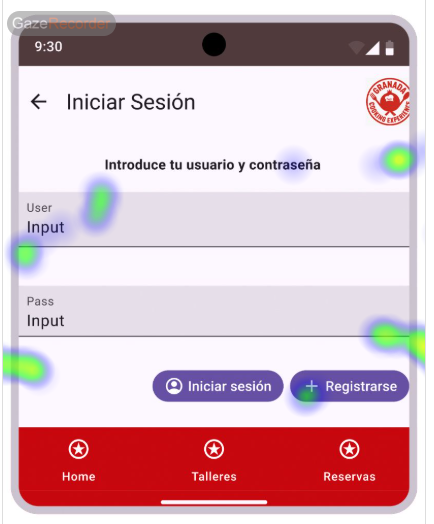 GazeRecorder
9:30
Iniciar Sesión
GRANADA
COOKING EXPERIENCE
Introduce tu usuario y contraseña
User
Input
Pass
Input
Iniciar sesión
Registrarse
Home
Talleres
Reservas